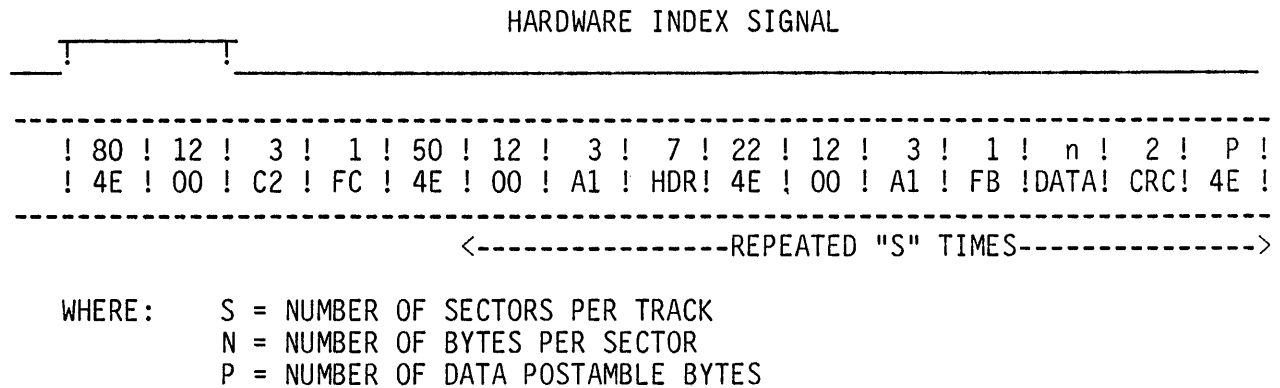 HARDWARE INDEX SIGNAL
! 80 ! 12 ! 3 ! 1 ! 50 ! 12 ! 3 ! 7 ! 22 ! 12 ! 3 ! 1 ! n ! 2 ! P !
! 4E ! 00 ! C2 ! FC ! 4E ! 00 ! A1 ! HDR! 4E ! 00 ! A1 ! FB !DATA! CRC! 4E !
<----------------REPEATED "S" TIMES--------------->
WHERE: S = NUMBER OF SECTORS PER TRACK
N = NUMBER OF BYTES PER SECTOR
P = NUMBER OF DATA POSTAMBLE BYTES